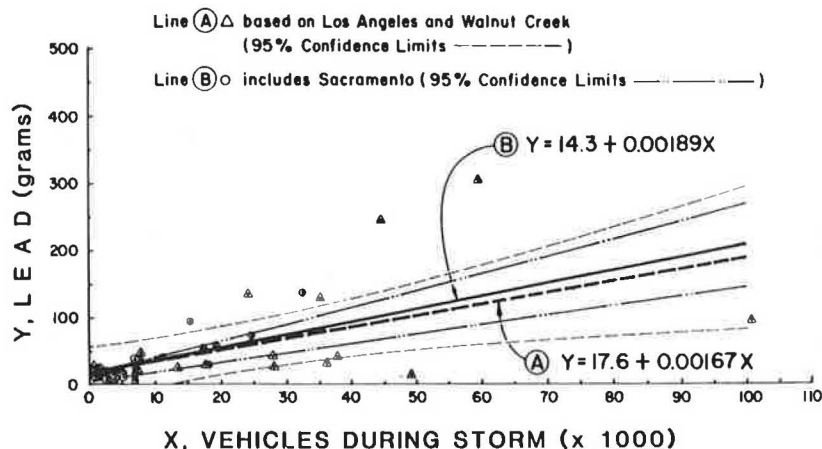 Line Ⓐ △ based on Los Angeles and Walnut Creek
(95% Confidence Limits — — — — —)
Line Ⓑ ○ includes Sacramento (95% Confidence Limits —— ·· —— ·· ——)
500
400
300
200
100
0
Y, LEAD (grams)
Ⓑ Y = 14.3 + 0.00189X
Ⓐ Y = 17.6 + 0.00167X
0 10 20 30 40 50 60 70 80 90 100 110
X, VEHICLES DURING STORM (x 1000)